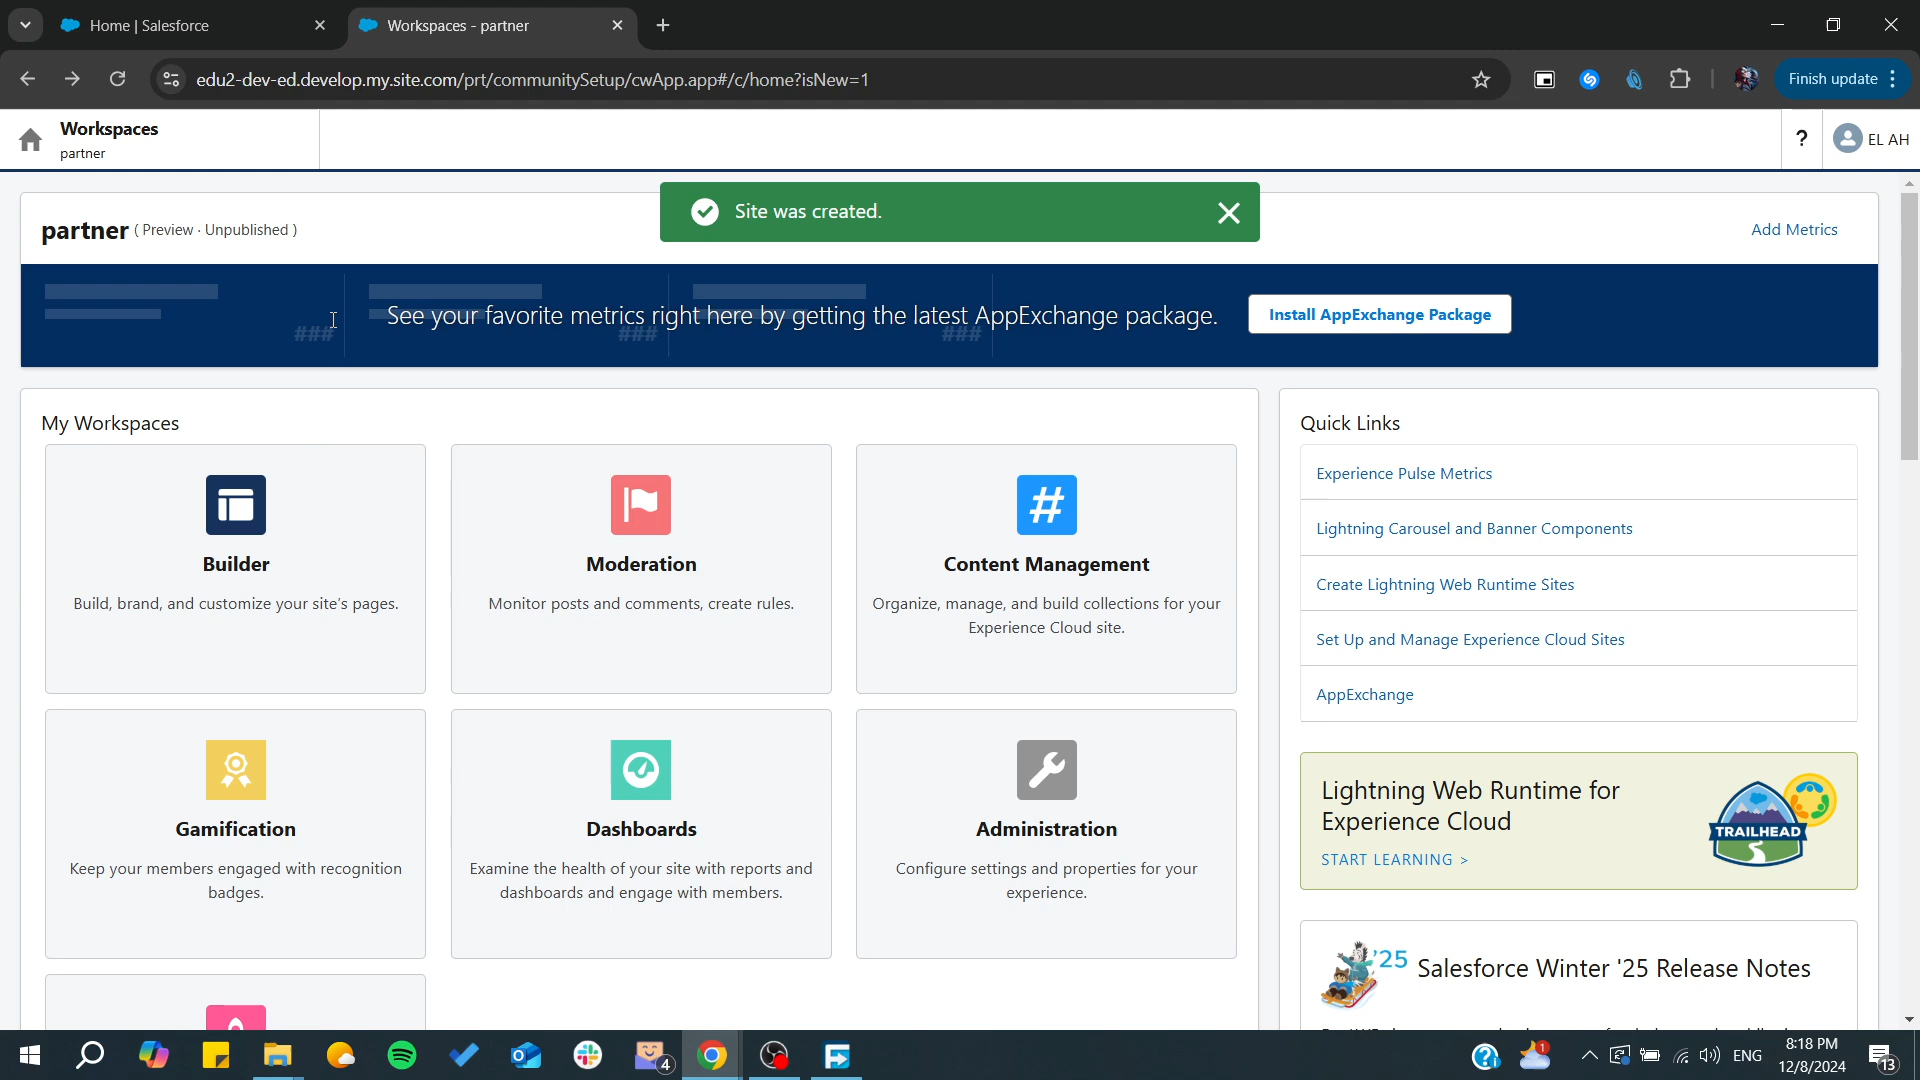 Home | Salesforce
Workspaces - partner
edu2-dev-ed.develop.my.site.com/prt/communitySetup/cwApp.app#/c/home?isNew=1
Finish update
Workspaces
partner
?
EL AH
Site was created.
partner ( Preview · Unpublished )
Add Metrics
###
###
###
See your favorite metrics right here by getting the latest AppExchange package.
Install AppExchange Package
My Workspaces
Builder
Build, brand, and customize your site's pages.
Moderation
Monitor posts and comments, create rules.
#
Content Management
Organize, manage, and build collections for your
Experience Cloud site.
Gamification
Keep your members engaged with recognition
badges.
Dashboards
Examine the health of your site with reports and
dashboards and engage with members.
Administration
Configure settings and properties for your
experience.
Quick Links
Experience Pulse Metrics
Lightning Carousel and Banner Components
Create Lightning Web Runtime Sites
Set Up and Manage Experience Cloud Sites
AppExchange
Lightning Web Runtime for
Experience Cloud
START LEARNING >
TRAILHEAD
'25
Salesforce Winter '25 Release Notes
4
1
ENG
8:18 PM
12/8/2024
13